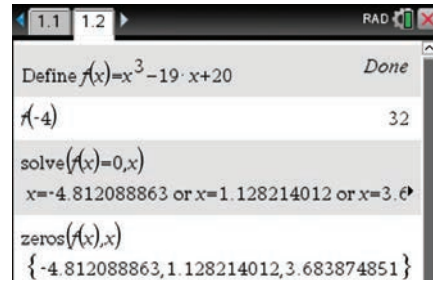 1.1 1.2 RAD
Define f(x)=x³−19·x+20 Done
f(-4) 32
solve(f(x)=0,x)
x=-4.812088863 or x=1.128214012 or x=3.6
zeros(f(x),x)
{-4.812088863,1.128214012,3.683874851}